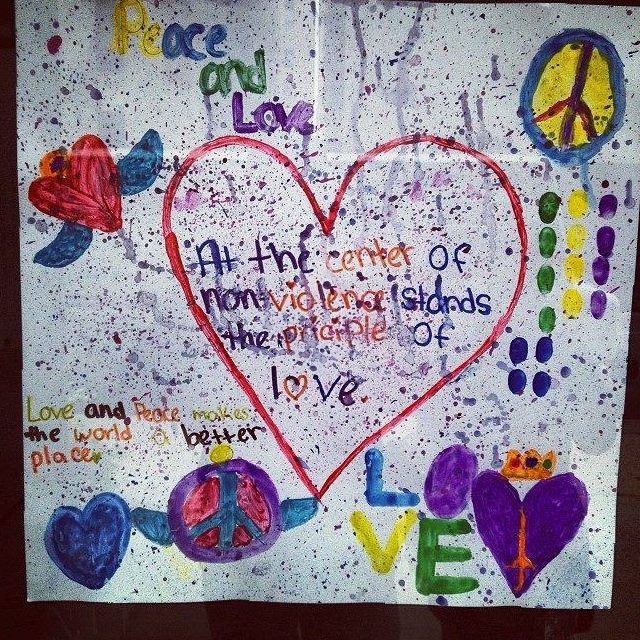 Peace
and
Love
At the center of
non-violence stands
the priciple of
love.
Love and Peace makes
the world a better
place.
LO
VE